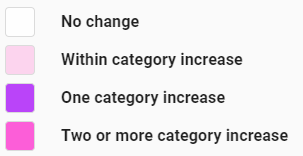 No change
Within category increase
One category increase
Two or more category increase